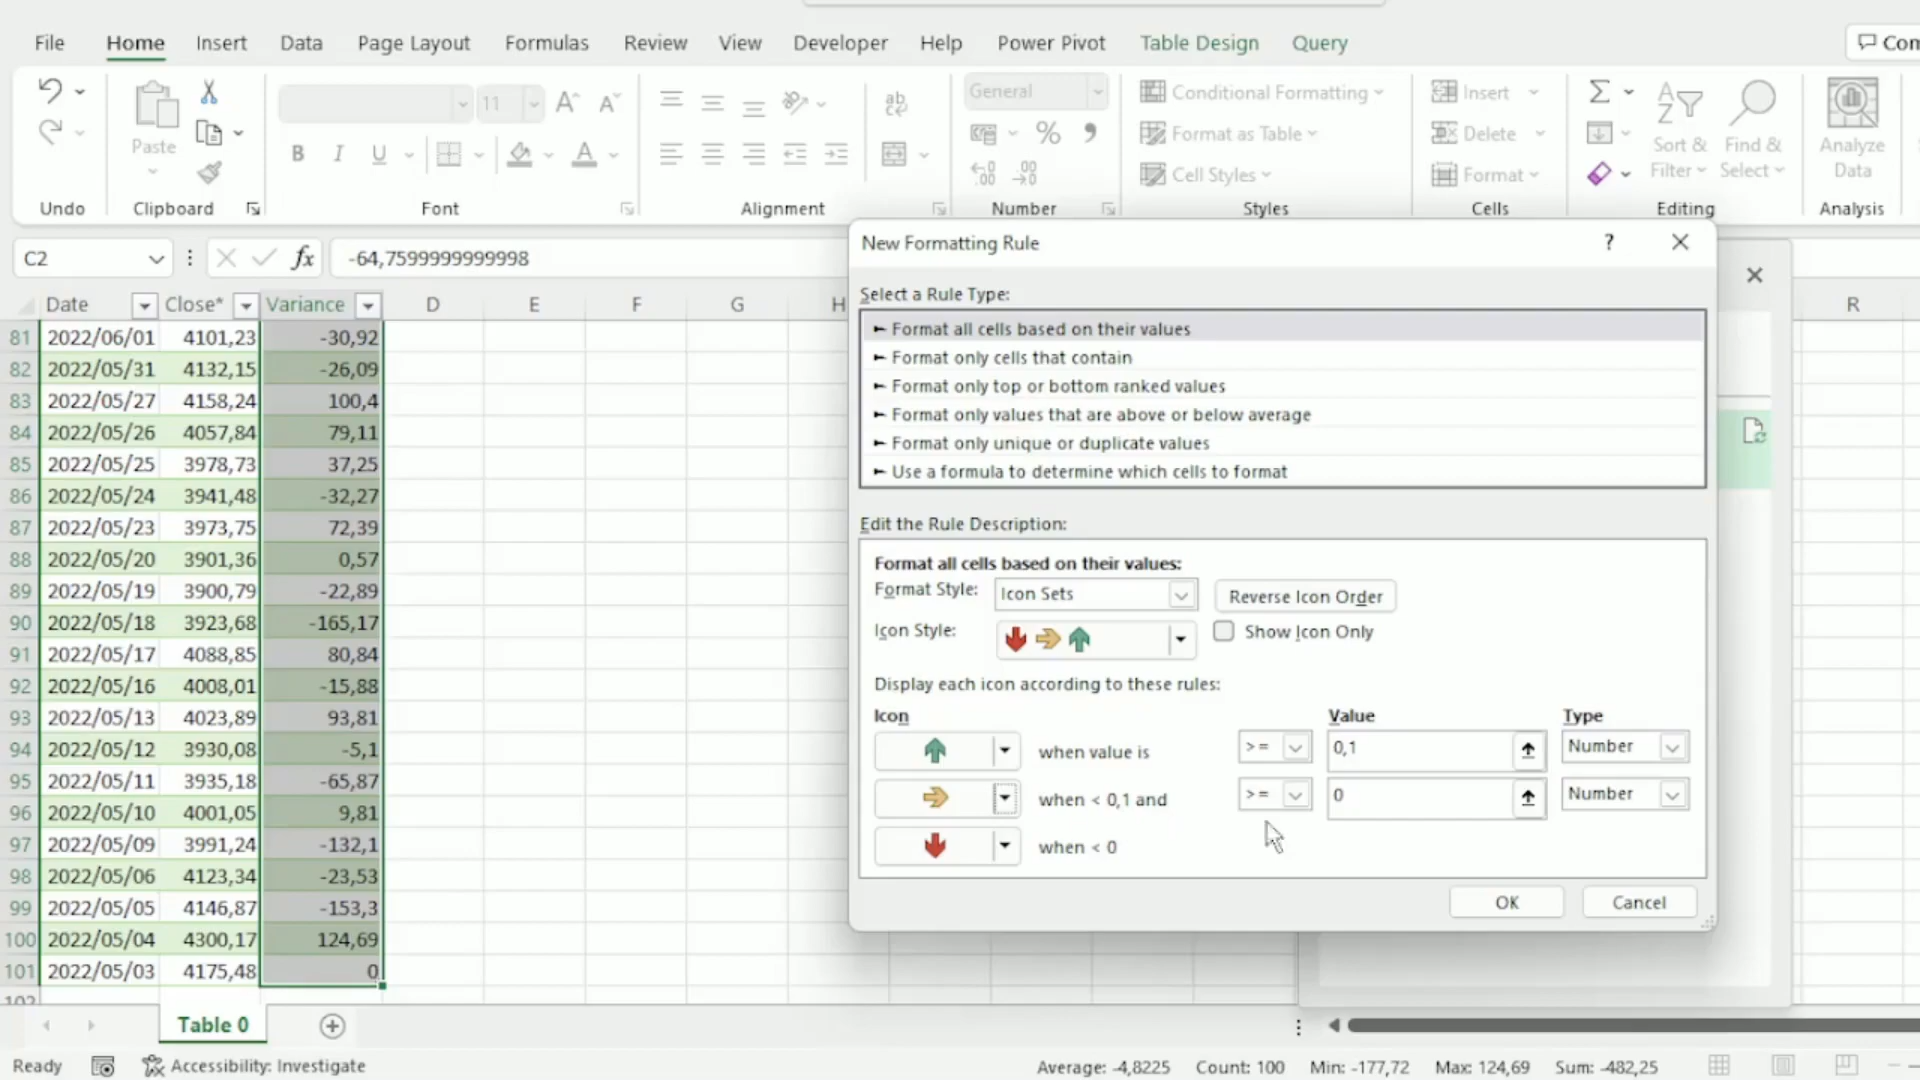 File Home Insert Data Page Layout Formulas Review View Developer Help Power Pivot Table Design Query
General
11
Conditional Formatting
Insert
ab
Paste
B I U
A
%
Format as Table
Delete
Cell Styles
Format
Sort & Filter
Find & Select
Analyze Data
Undo Clipboard Font Alignment Number Styles Cells Editing Analysis
C2 fx -64,7599999999998
Date Close* Variance D E F G H R
81 2022/06/01 4101,23 -30,92
82 2022/05/31 4132,15 -26,09
83 2022/05/27 4158,24 100,4
84 2022/05/26 4057,84 79,11
85 2022/05/25 3978,73 37,25
86 2022/05/24 3941,48 -32,27
87 2022/05/23 3973,75 72,39
88 2022/05/20 3901,36 0,57
89 2022/05/19 3900,79 -22,89
90 2022/05/18 3923,68 -165,17
91 2022/05/17 4088,85 80,84
92 2022/05/16 4008,01 -15,88
93 2022/05/13 4023,89 93,81
94 2022/05/12 3930,08 -5,1
95 2022/05/11 3935,18 -65,87
96 2022/05/10 4001,05 9,81
97 2022/05/09 3991,24 -132,1
98 2022/05/06 4123,34 -23,53
99 2022/05/05 4146,87 -153,3
100 2022/05/04 4300,17 124,69
101 2022/05/03 4175,48 0
New Formatting Rule ?
Select a Rule Type:
► Format all cells based on their values
► Format only cells that contain
► Format only top or bottom ranked values
► Format only values that are above or below average
► Format only unique or duplicate values
► Use a formula to determine which cells to format
Edit the Rule Description:
Format all cells based on their values:
Format Style: Icon Sets Reverse Icon Order
Icon Style: Show Icon Only
Display each icon according to these rules:
Icon Value Type
when value is >= 0,1 Number
when < 0,1 and >= 0 Number
when < 0
OK Cancel
Table 0
Ready Accessibility: Investigate Average: -4,8225 Count: 100 Min: -177,72 Max: 124,69 Sum: -482,25